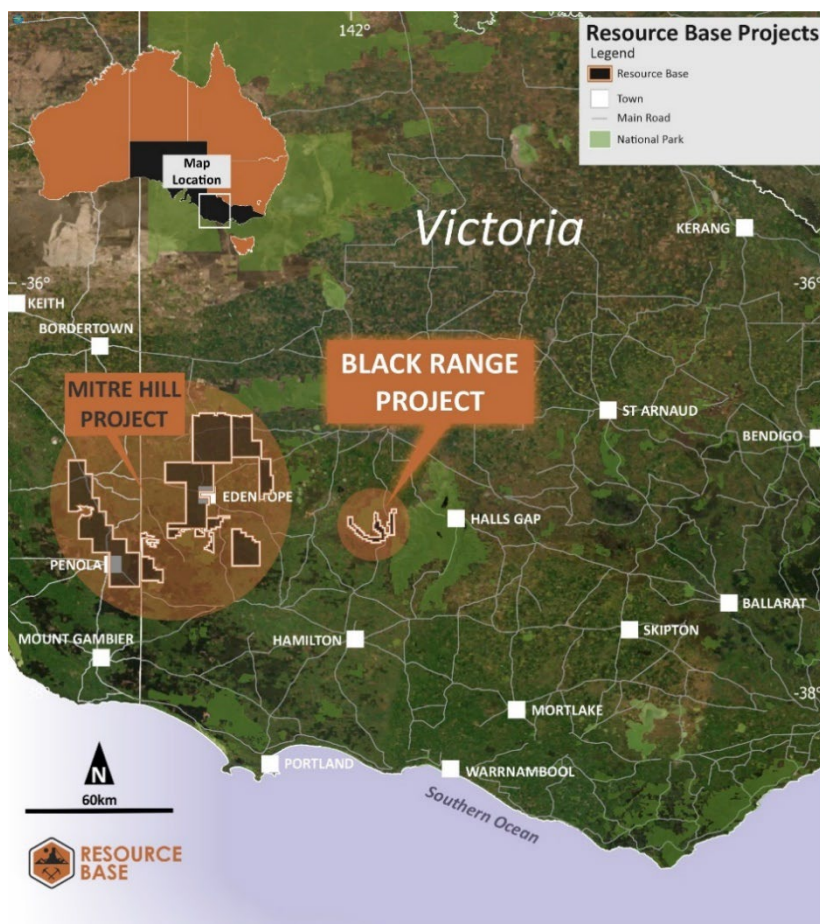 142°
Resource Base Projects
Legend
Resource Base
Town
Main Road
National Park
Map
Location
Victoria
KERANG
-36°
-36°
KEITH
BORDERTOWN
BLACK RANGE
PROJECT
MITRE HILL
PROJECT
ST ARNAUD
BENDIGO
EDEN OPE
HALLS GAP
PENOLA
BALLARAT
SKIPTON
HAMILTON
MOUNT GAMBIER
-38°
MORTLAKE
PORTLAND
WARRNAMBOOL
Southern Ocean
N
60km
RESOURCE
BASE